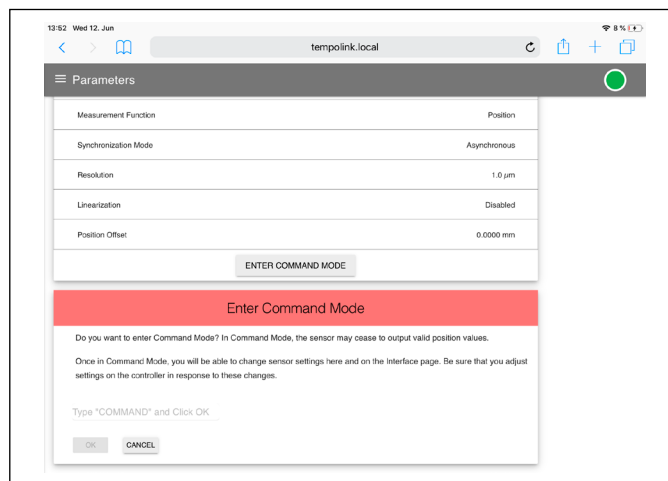 13:52 Wed 12. Jun 8 %
tempolink.local
Parameters
Measurement Function Position
Synchronization Mode Asynchronous
Resolution 1.0 µm
Linearization Disabled
Position Offset 0.0000 mm
ENTER COMMAND MODE
Enter Command Mode
Do you want to enter Command Mode? In Command Mode, the sensor may cease to output valid position values.
Once in Command Mode, you will be able to change sensor settings here and on the Interface page. Be sure that you adjust
settings on the controller in response to these changes.
Type "COMMAND" and Click OK
OK CANCEL